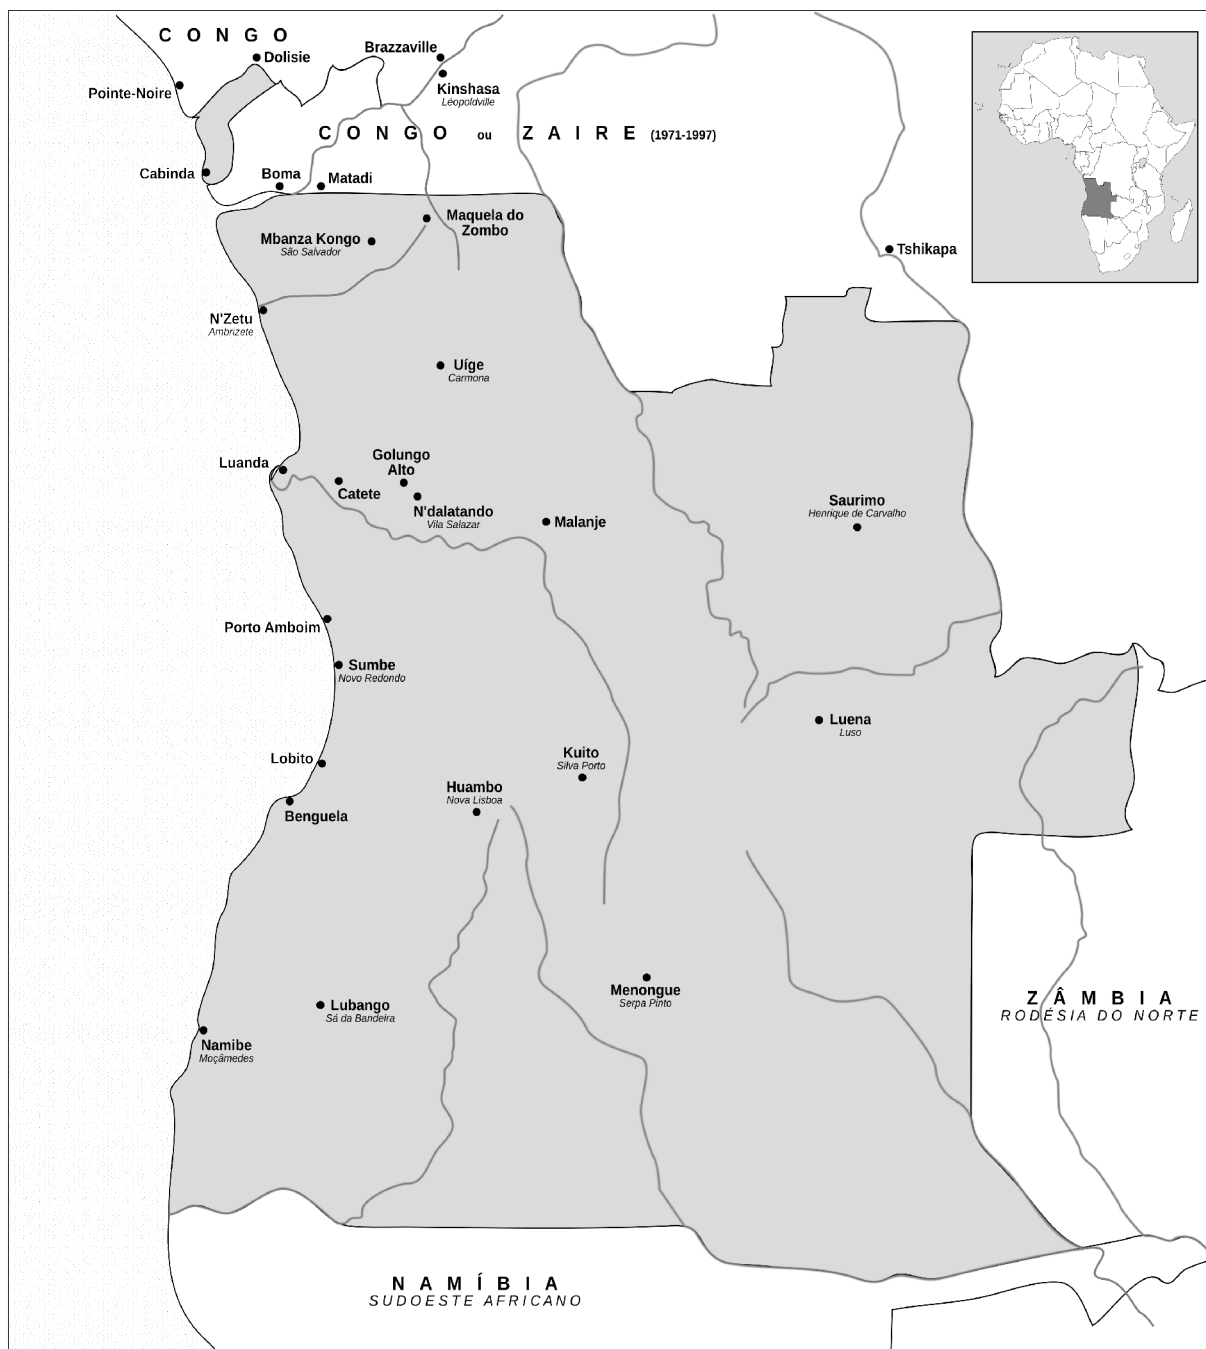 C O N G O
Dolisie
Brazzaville
Pointe-Noire
Kinshasa
Léopoldville
C O N G O ou Z A I R E (1971-1997)
Cabinda
Boma
Matadi
Maquela do
Zombo
Mbanza Kongo
São Salvador
Tshikapa
N'Zetu
Ambrizete
Uíge
Carmona
Luanda
Golungo
Alto
Catete
N'dalatando
Vila Salazar
Malanje
Saurimo
Henrique de Carvalho
Porto Amboim
Sumbe
Novo Redondo
Luena
Luso
Lobito
Kuito
Silva Porto
Huambo
Nova Lisboa
Benguela
Menongue
Serpa Pinto
Lubango
Sá da Bandeira
Z Â M B I A
RODÉSIA DO NORTE
Namibe
Moçâmedes
N A M Í B I A
SUDOESTE AFRICANO